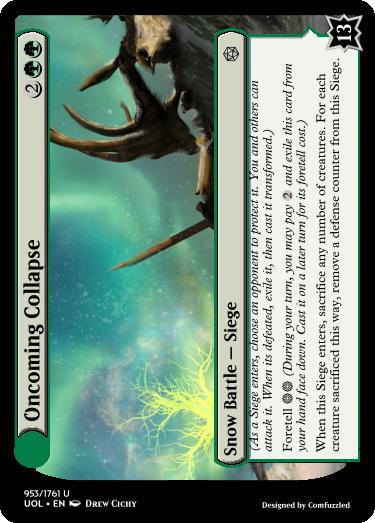 Oncoming Collapse
2
Snow Battle — Siege
(As a Siege enters, choose an opponent to protect it. You and others can
attack it. When its defeated, exile it, then cast it transformed.)
Foretell (During your turn, you may pay 2 and exile this card from
your hand face down. Cast it on a later turn for its foretell cost.)
When this Siege enters, sacrifice any number of creatures. For each
creature sacrificed this way, remove a defense counter from this Siege.
13
953/1761 U
UOL • EN Drew Cichy
Designed by Comfuzzled